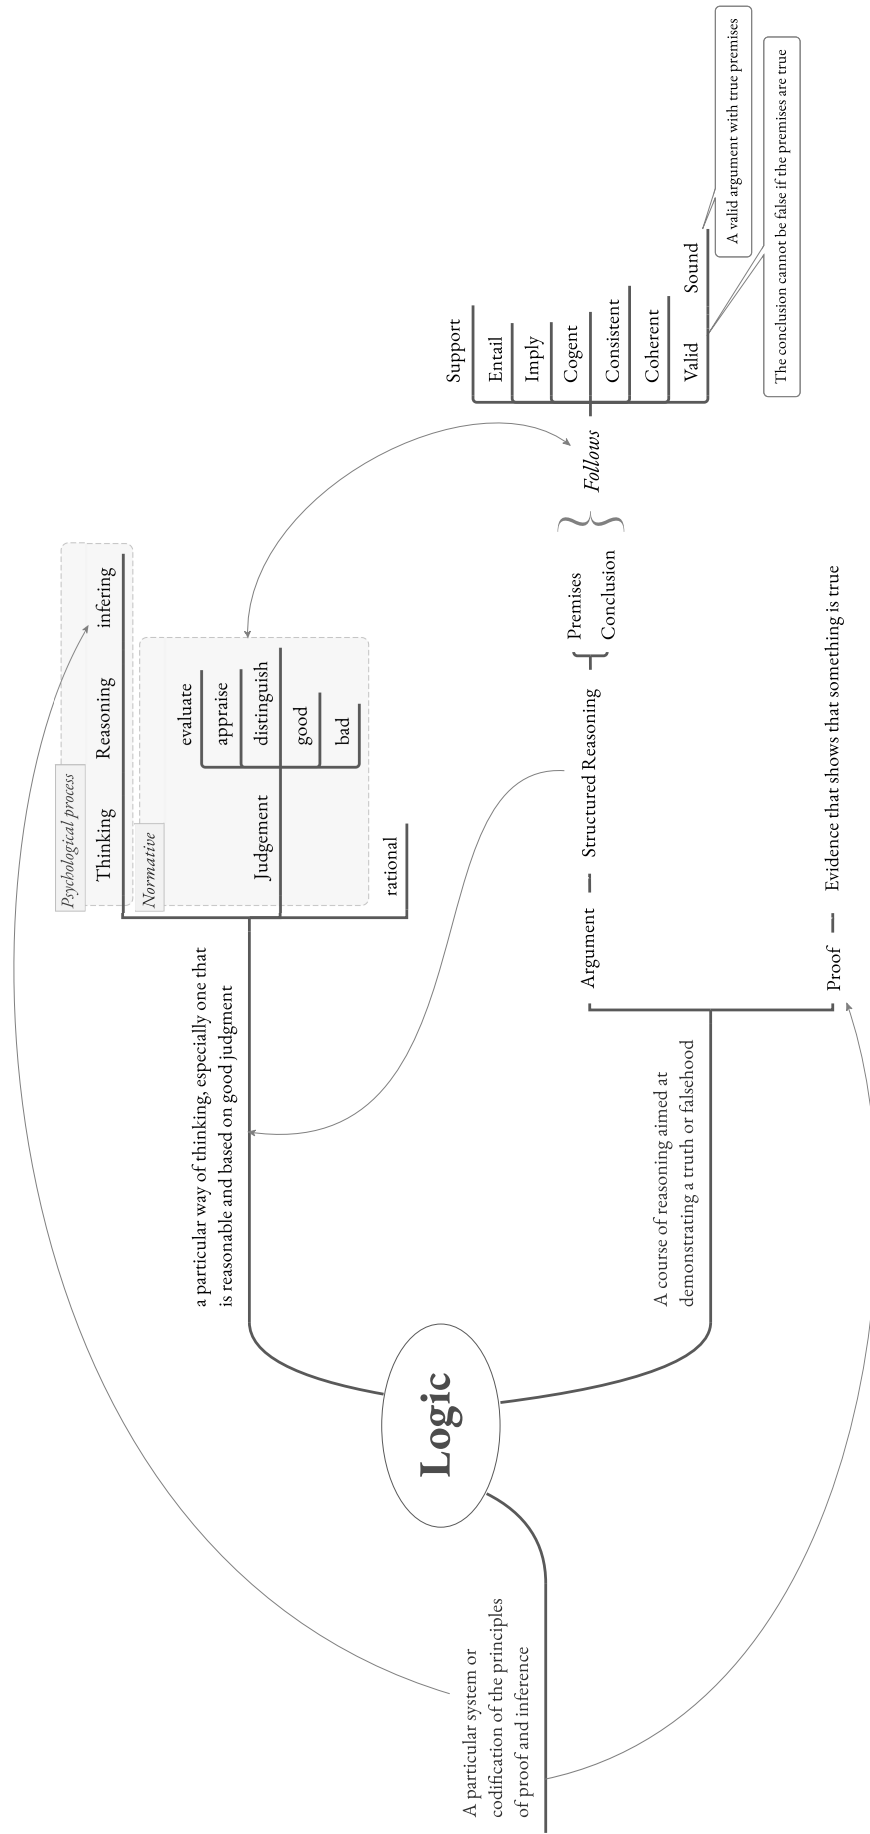 Logic
a particular way of thinking, especially one that
is reasonable and based on good judgment
Psychological process
Thinking Reasoning infering
Normative
Judgement
evaluate
appraise
distinguish
good
bad
rational
A course of reasoning aimed at
demonstrating a truth or falsehood
Argument
Structured Reasoning
Premises
Conclusion
Follows
Support
Entail
Imply
Cogent
Consistent
Coherent
Valid Sound
A valid argument with true premises
The conclusion cannot be false if the premises are true
Proof
Evidence that shows that something is true
A particular system or
codification of the principles
of proof and inference